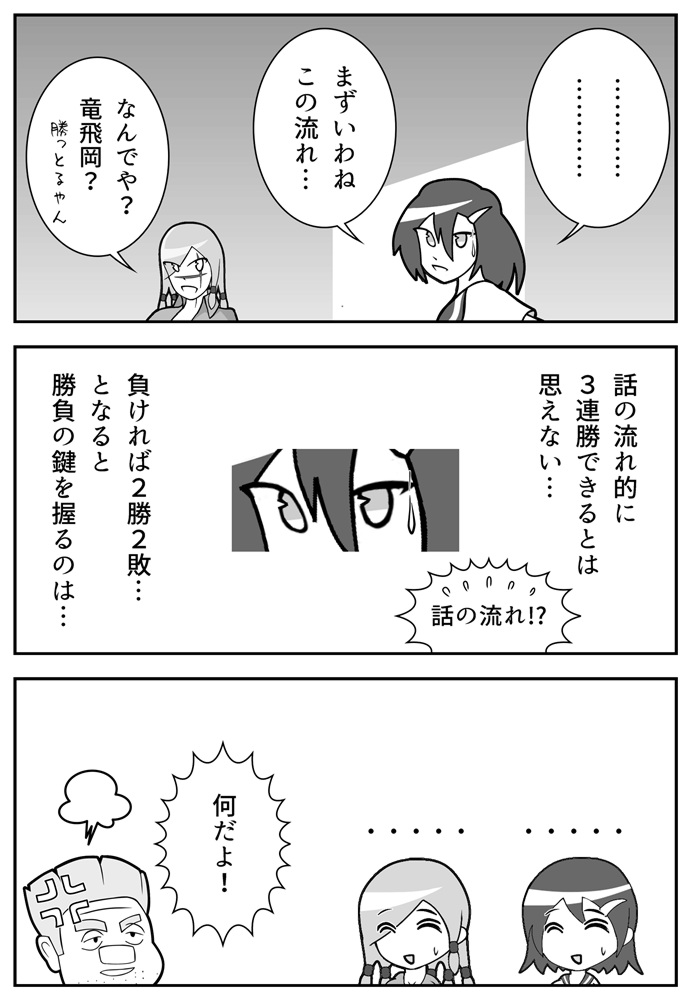 …………
まずいわね
この流れ…
なんでや？
竜飛岡？
勝っとるやん
話の流れ的に
３連勝できるとは
思えない…
話の流れ!?
負ければ２勝２敗…
となると
勝負の鍵を握るのは…
・・・・・
・・・・・
何だよ！